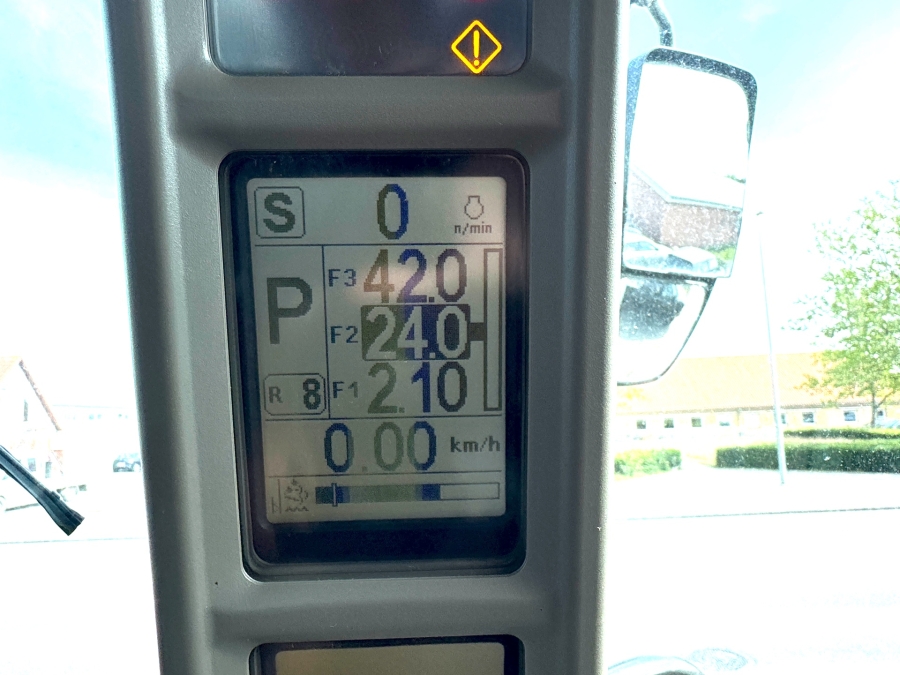 S 0 n/min
F3 42.0
P F2 24.0
R 8 F1 2.10
0.00 km/h